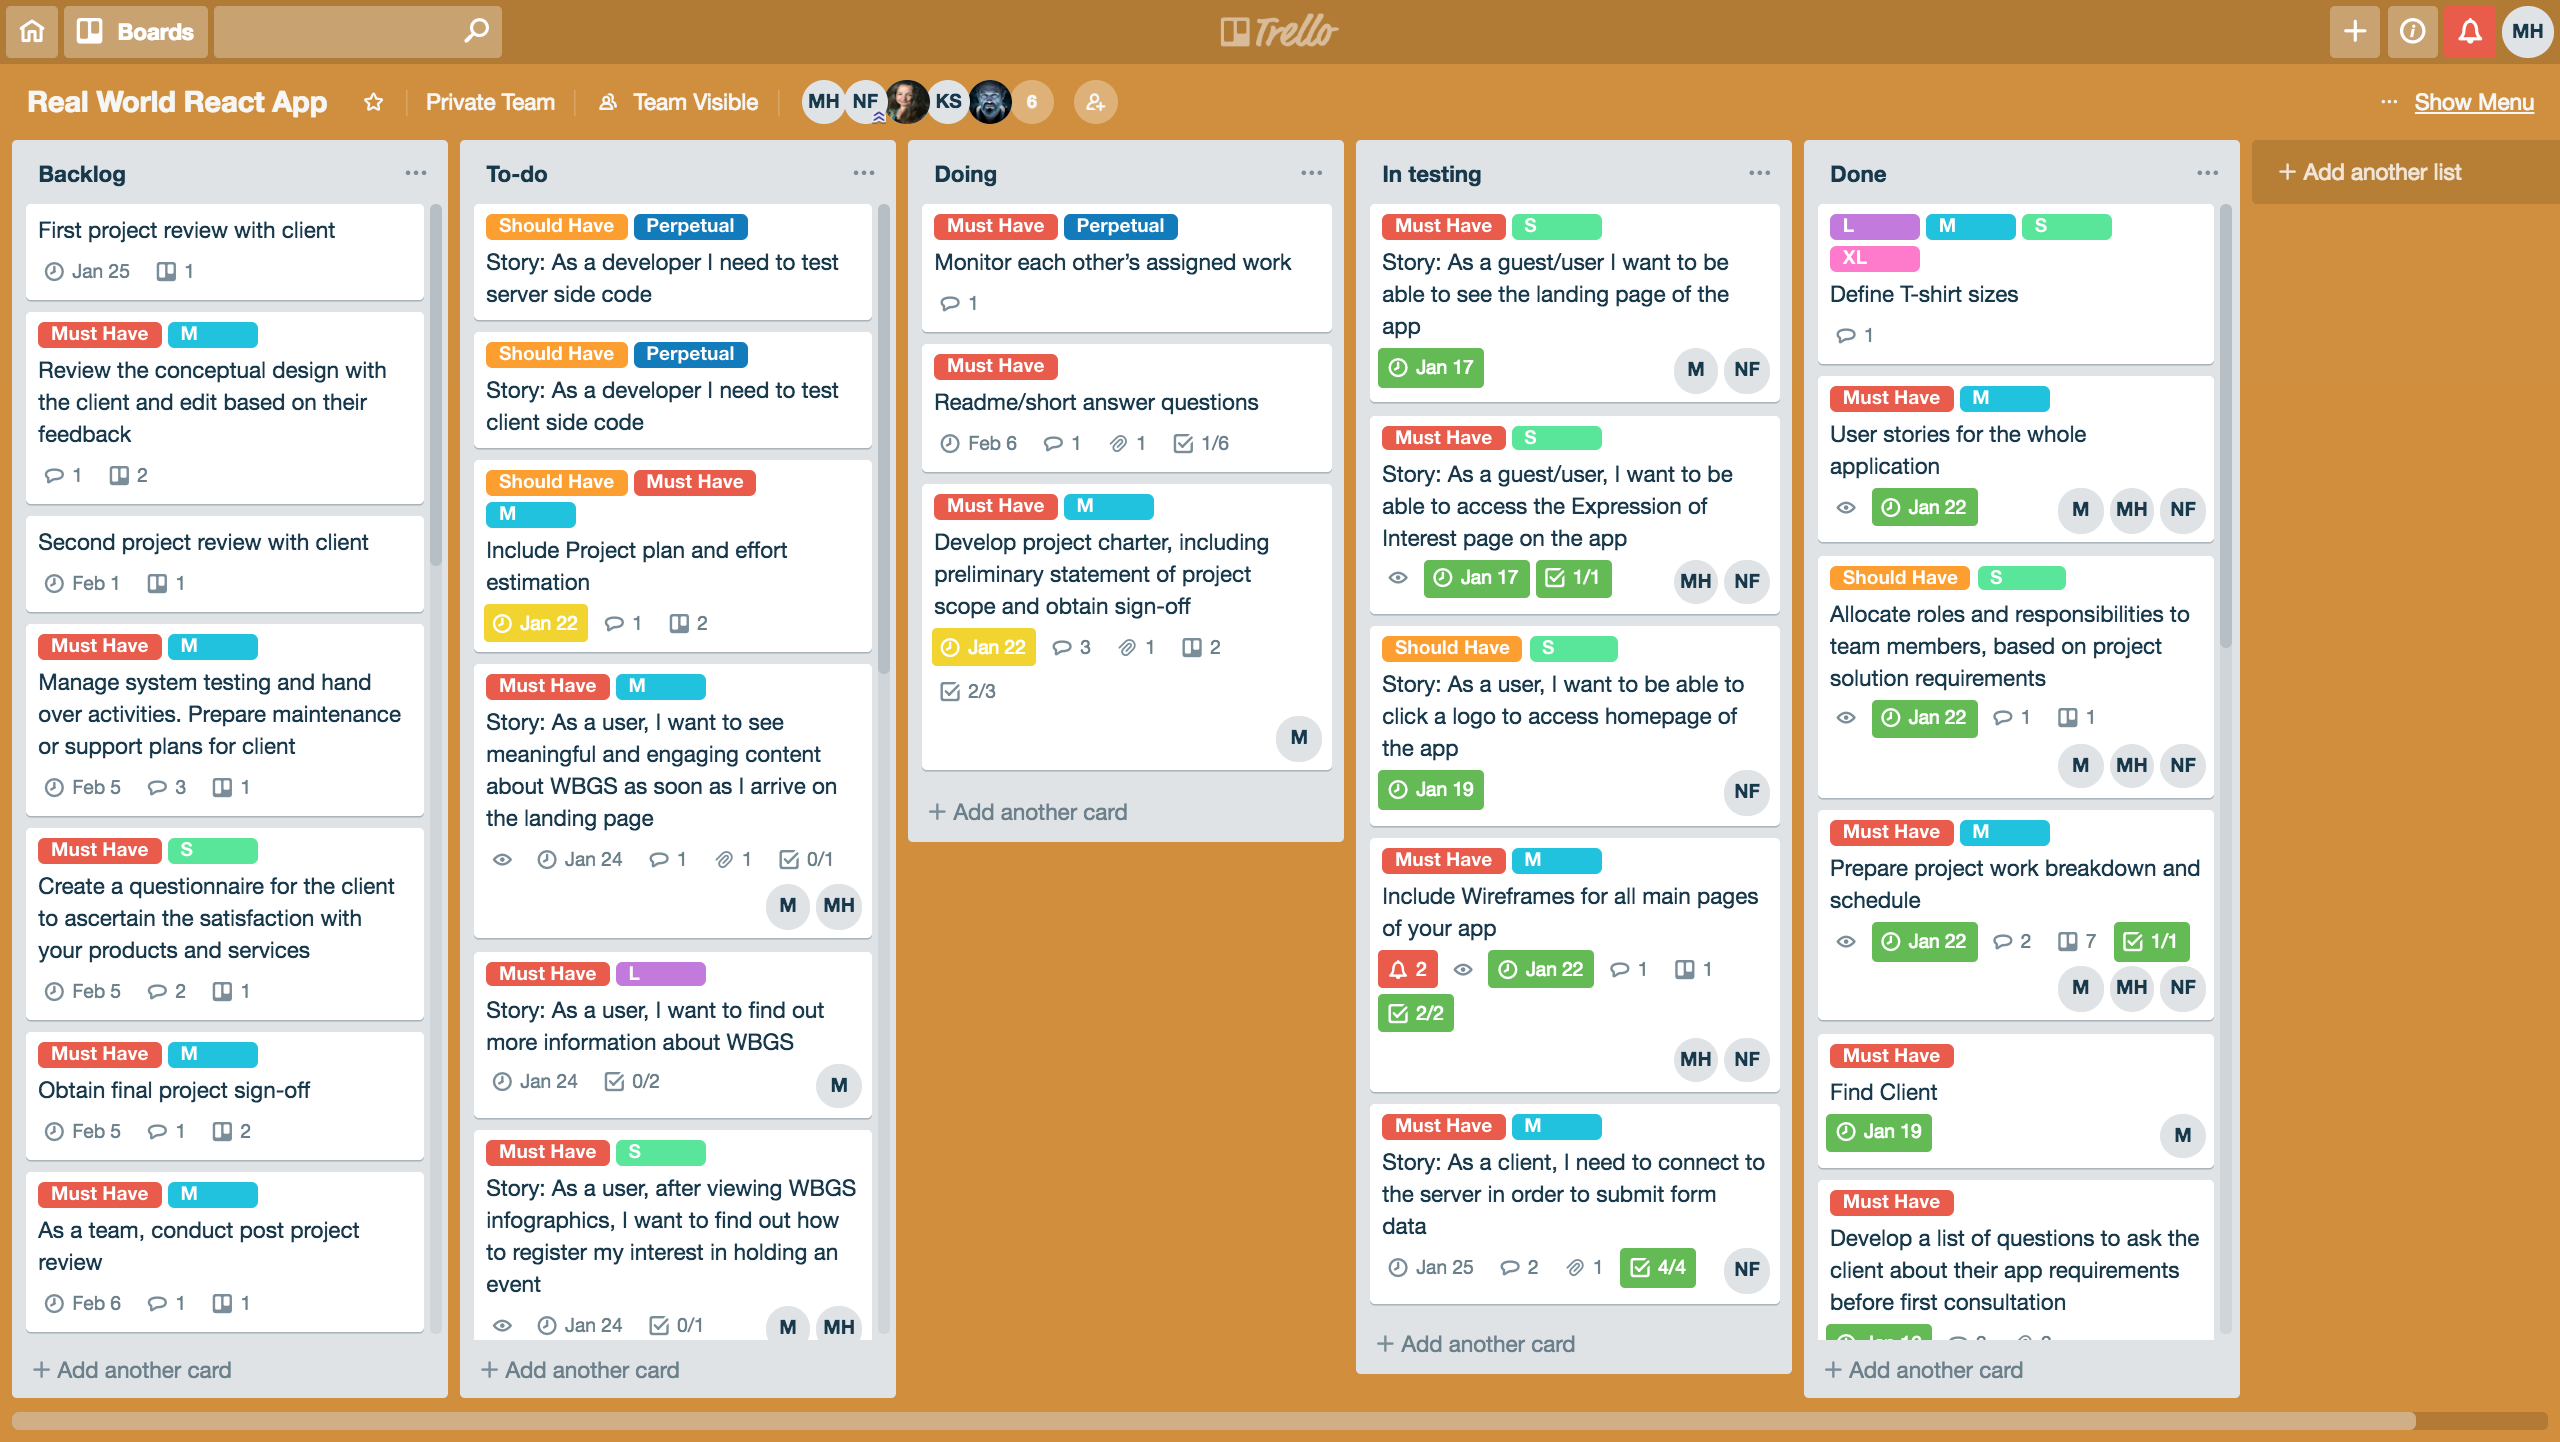 Boards
Trello
MH
Real World React App
Private Team
Team Visible
MH NF KS 6
... Show Menu
Backlog
First project review with client
Jan 25 1
Must Have M
Review the conceptual design with
the client and edit based on their
feedback
1 2
Second project review with client
Feb 1 1
Must Have M
Manage system testing and hand
over activities. Prepare maintenance
or support plans for client
Feb 5 3 1
Must Have S
Create a questionnaire for the client
to ascertain the satisfaction with
your products and services
Feb 5 2 1
Must Have M
Obtain final project sign-off
Feb 5 1 2
Must Have M
As a team, conduct post project
review
Feb 6 1 1
+ Add another card
To-do
Should Have Perpetual
Story: As a developer I need to test
server side code
Should Have Perpetual
Story: As a developer I need to test
client side code
Should Have Must Have
M
Include Project plan and effort
estimation
Jan 22 1 2
Must Have M
Story: As a user, I want to see
meaningful and engaging content
about WBGS as soon as I arrive on
the landing page
Jan 24 1 1 0/1
M MH
Must Have L
Story: As a user, I want to find out
more information about WBGS
Jan 24 0/2 M
Must Have S
Story: As a user, after viewing WBGS
infographics, I want to find out how
to register my interest in holding an
event
Jan 24 0/1 M MH
+ Add another card
Doing
Must Have Perpetual
Monitor each other’s assigned work
1
Must Have
Readme/short answer questions
Feb 6 1 1 1/6
Must Have M
Develop project charter, including
preliminary statement of project
scope and obtain sign-off
Jan 22 3 1 2
2/3
M
+ Add another card
In testing
Must Have S
Story: As a guest/user I want to be
able to see the landing page of the
app
Jan 17 M NF
Must Have S
Story: As a guest/user, I want to be
able to access the Expression of
Interest page on the app
Jan 17 1/1 MH NF
Should Have S
Story: As a user, I want to be able to
click a logo to access homepage of
the app
Jan 19 NF
Must Have M
Include Wireframes for all main pages
of your app
2 Jan 22 1 1
2/2
MH NF
Must Have M
Story: As a client, I need to connect to
the server in order to submit form
data
Jan 25 2 1 4/4 NF
+ Add another card
Done
L M S
XL
Define T-shirt sizes
1
Must Have M
User stories for the whole
application
Jan 22 M MH NF
Should Have S
Allocate roles and responsibilities to
team members, based on project
solution requirements
Jan 22 1 1
M MH NF
Must Have M
Prepare project work breakdown and
schedule
Jan 22 2 7 1/1
M MH NF
Must Have
Find Client
Jan 19 M
Must Have
Develop a list of questions to ask the
client about their app requirements
before first consultation
+ Add another card
+ Add another list